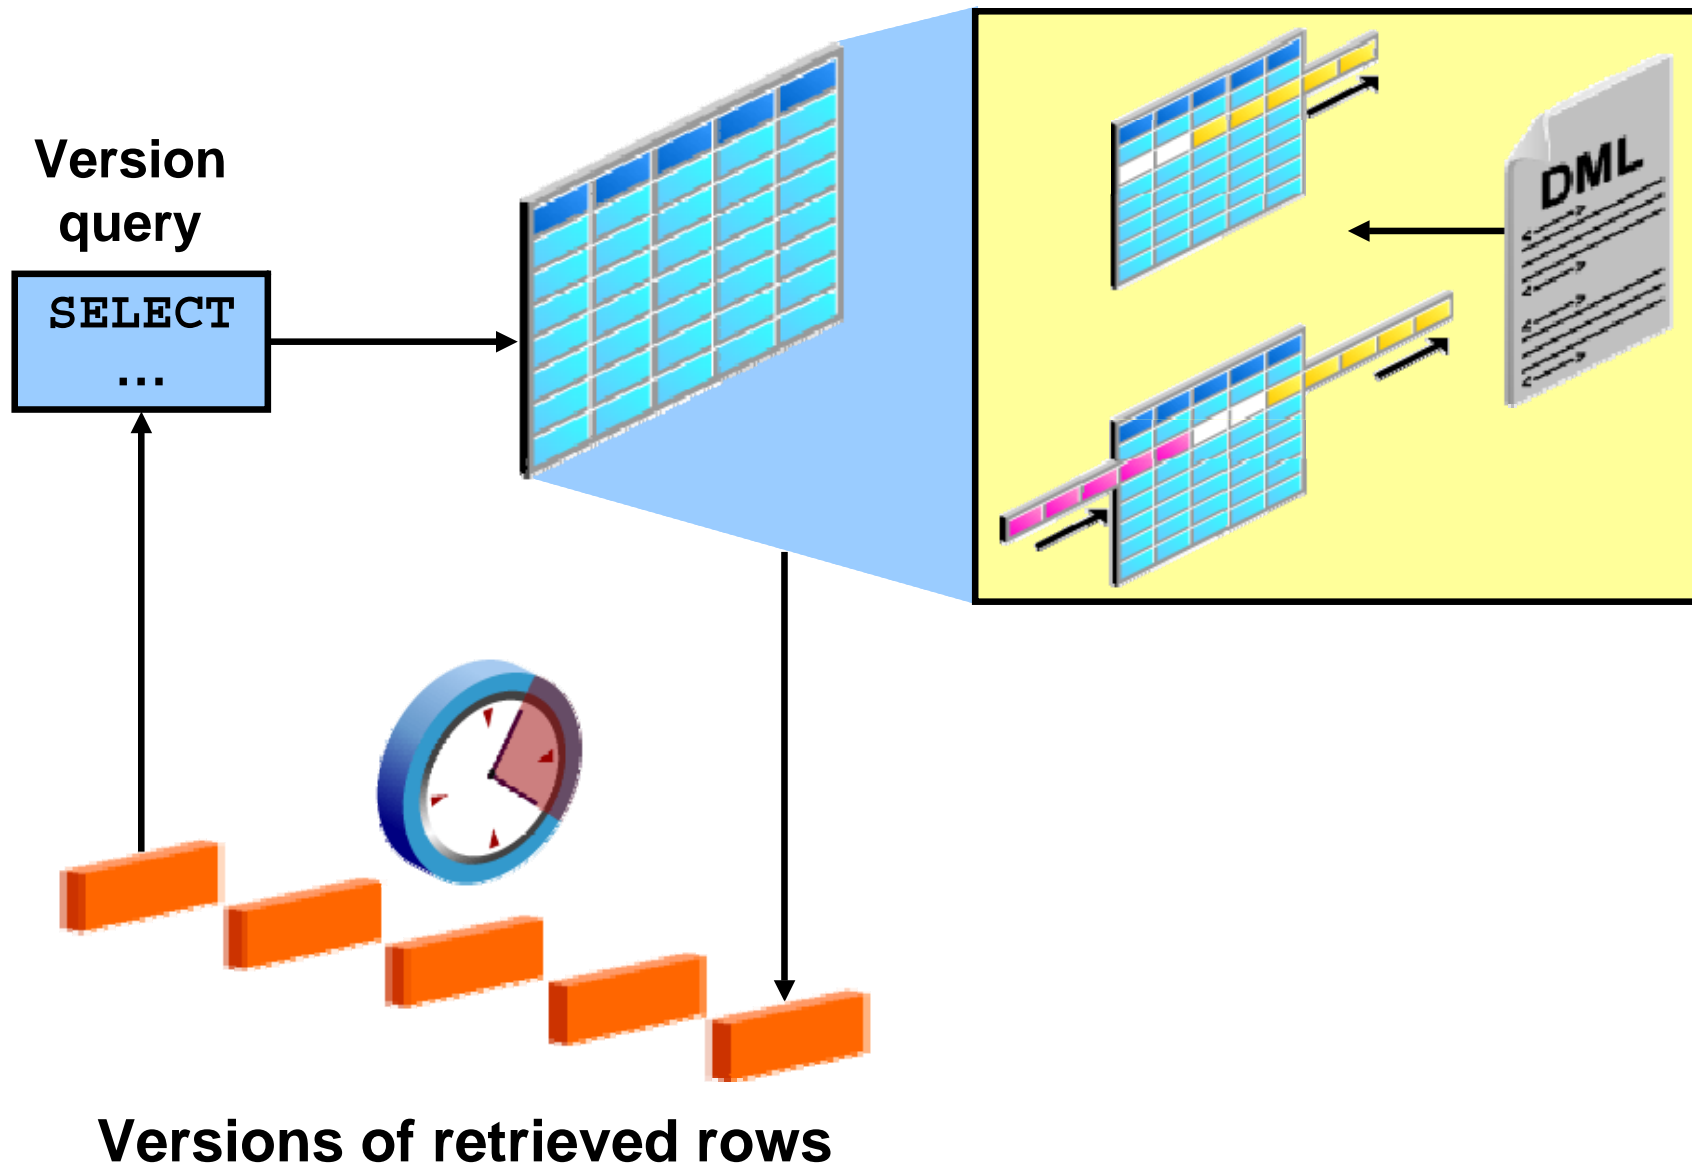 Version
query
SELECT
...
DML
Versions of retrieved rows